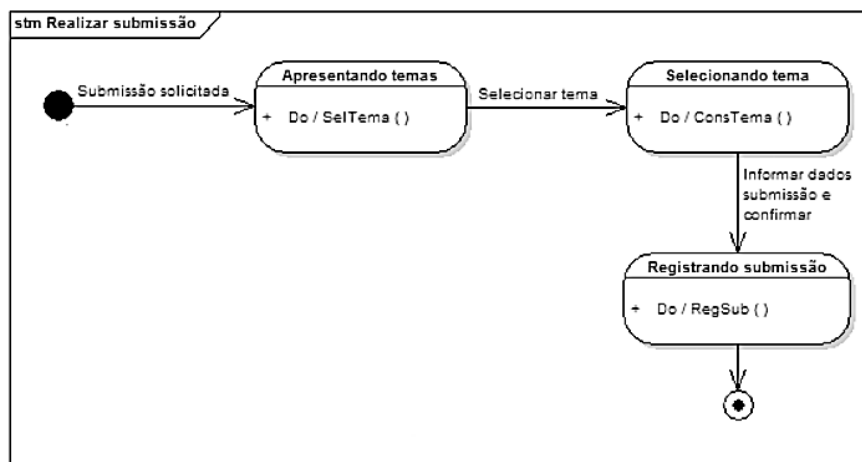 stm Realizar submissão
Submissão solicitada
Apresentando temas
+ Do / SelTema ( )
Selecionar tema
Selecionando tema
+ Do / ConsTema ( )
Informar dados
submissão e
confirmar
Registrando submissão
+ Do / RegSub ( )